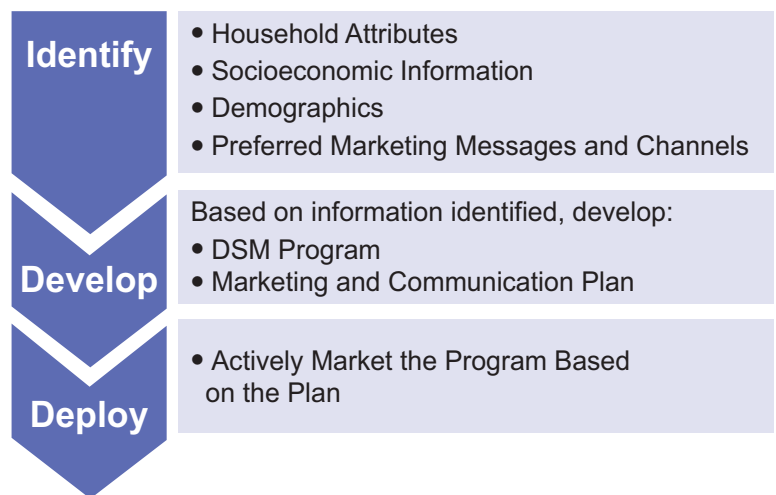 Identify
• Household Attributes
• Socioeconomic Information
• Demographics
• Preferred Marketing Messages and Channels
Develop
Based on information identified, develop:
• DSM Program
• Marketing and Communication Plan
Deploy
• Actively Market the Program Based
on the Plan